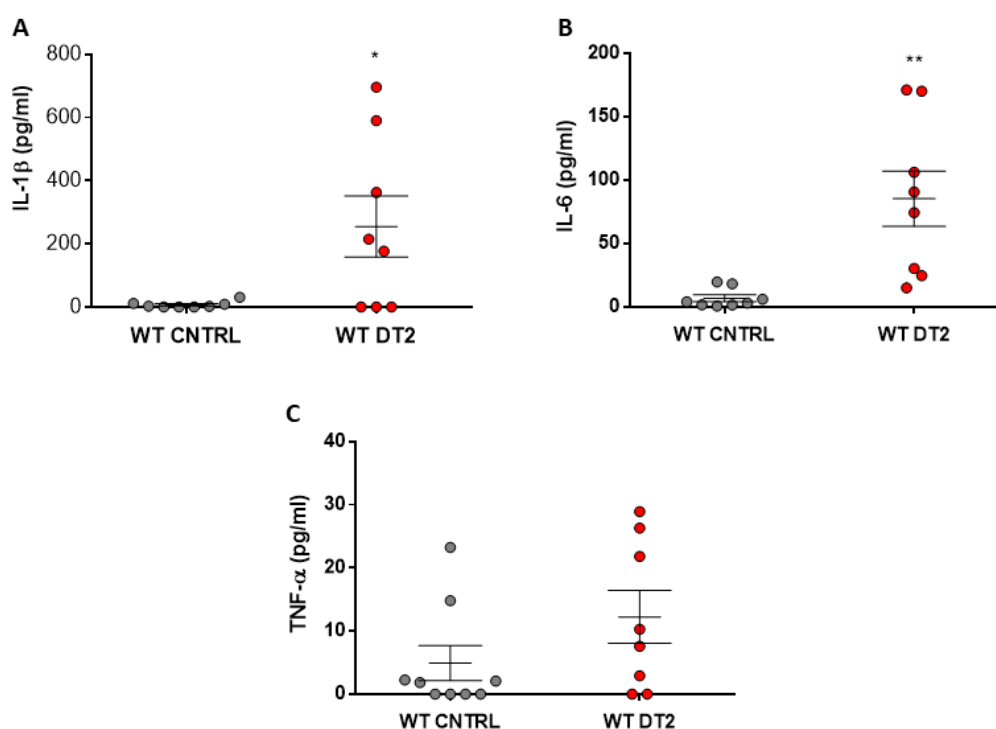 A
800
600
400
200
0
IL-1β (pg/ml)
*
WT CNTRL WT DT2
B
200
150
100
50
0
IL-6 (pg/ml)
**
WT CNTRL WT DT2
C
40
30
20
10
0
TNF-α (pg/ml)
WT CNTRL WT DT2